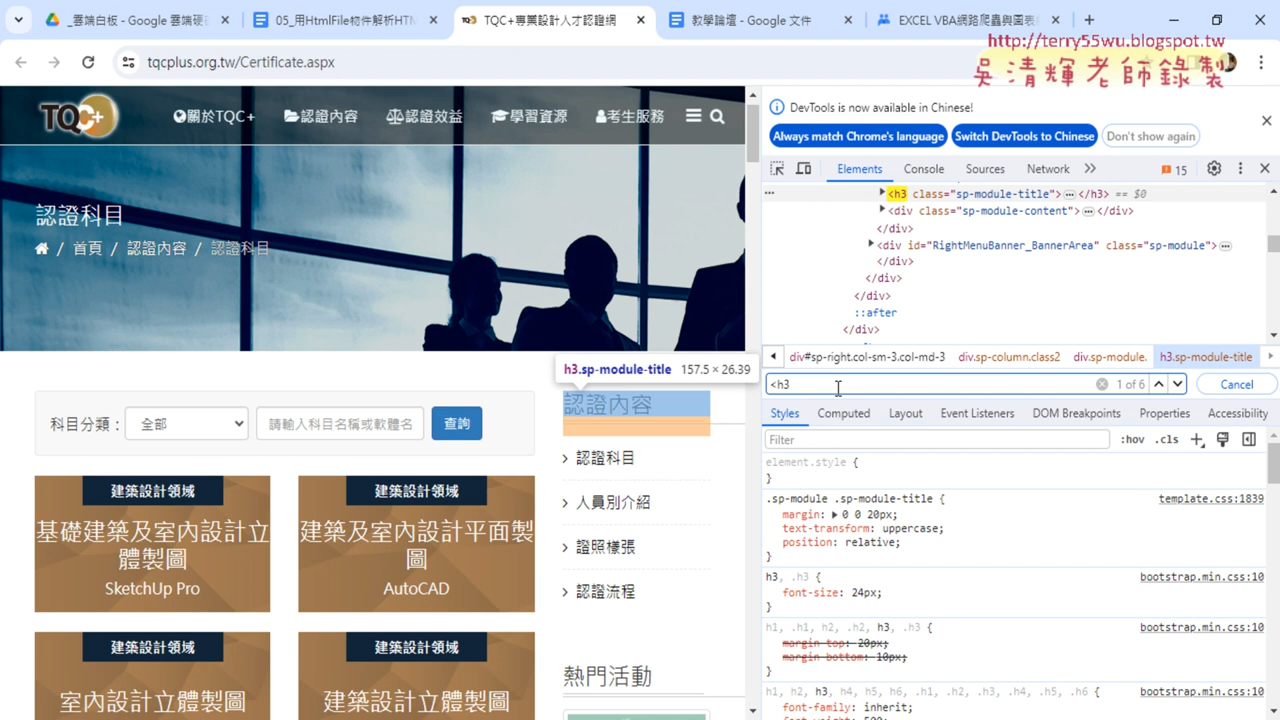 _雲端白板 - Google 雲端硬
05_用HtmlFile物件解析HTM
TQC+專業設計人才認證網
教學論壇 - Google 文件
EXCEL VBA網路爬蟲與圖表
http://terry55wu.blogspot.tw
吳清輝老師錄製
tqcplus.org.tw/Certificate.aspx
TQC+
關於TQC+
認證內容
認證效益
學習資源
考生服務
認證科目
/ 首頁 / 認證內容 / 認證科目
科目分類：
全部
請輸入科目名稱或軟體名
查詢
建築設計領域
基礎建築及室內設計立體製圖
SketchUp Pro
建築設計領域
建築及室內設計平面製圖
AutoCAD
建築設計領域
室內設計立體製圖
建築設計領域
建築設計立體製圖
h3.sp-module-title 157.5 × 26.39
認證內容
認證科目
人員別介紹
證照樣張
認證流程
熱門活動
DevTools is now available in Chinese!
Always match Chrome's language
Switch DevTools to Chinese
Don't show again
Elements
Console
Sources
Network
15
<h3 class="sp-module-title">…</h3> == $0
<div class="sp-module-content">…</div>
</div>
<div id="RightMenuBanner_BannerArea" class="sp-module">…
</div>
</div>
</div>
::after
</div>
div#sp-right.col-sm-3.col-md-3
div.sp-column.class2
div.sp-module.
h3.sp-module-title
<h3
1 of 6
Cancel
Styles
Computed
Layout
Event Listeners
DOM Breakpoints
Properties
Accessibility
Filter
:hov .cls
element.style {
}
.sp-module .sp-module-title { template.css:1839
margin: 0 0 20px;
text-transform: uppercase;
position: relative;
}
h3, .h3 { bootstrap.min.css:10
font-size: 24px;
}
h1, .h1, h2, .h2, h3, .h3 { bootstrap.min.css:10
margin-top: 20px;
margin-bottom: 10px;
}
h1, h2, h3, h4, h5, h6, .h1, .h2, .h3, .h4, .h5, .h6 { bootstrap.min.css:10
font-family: inherit;